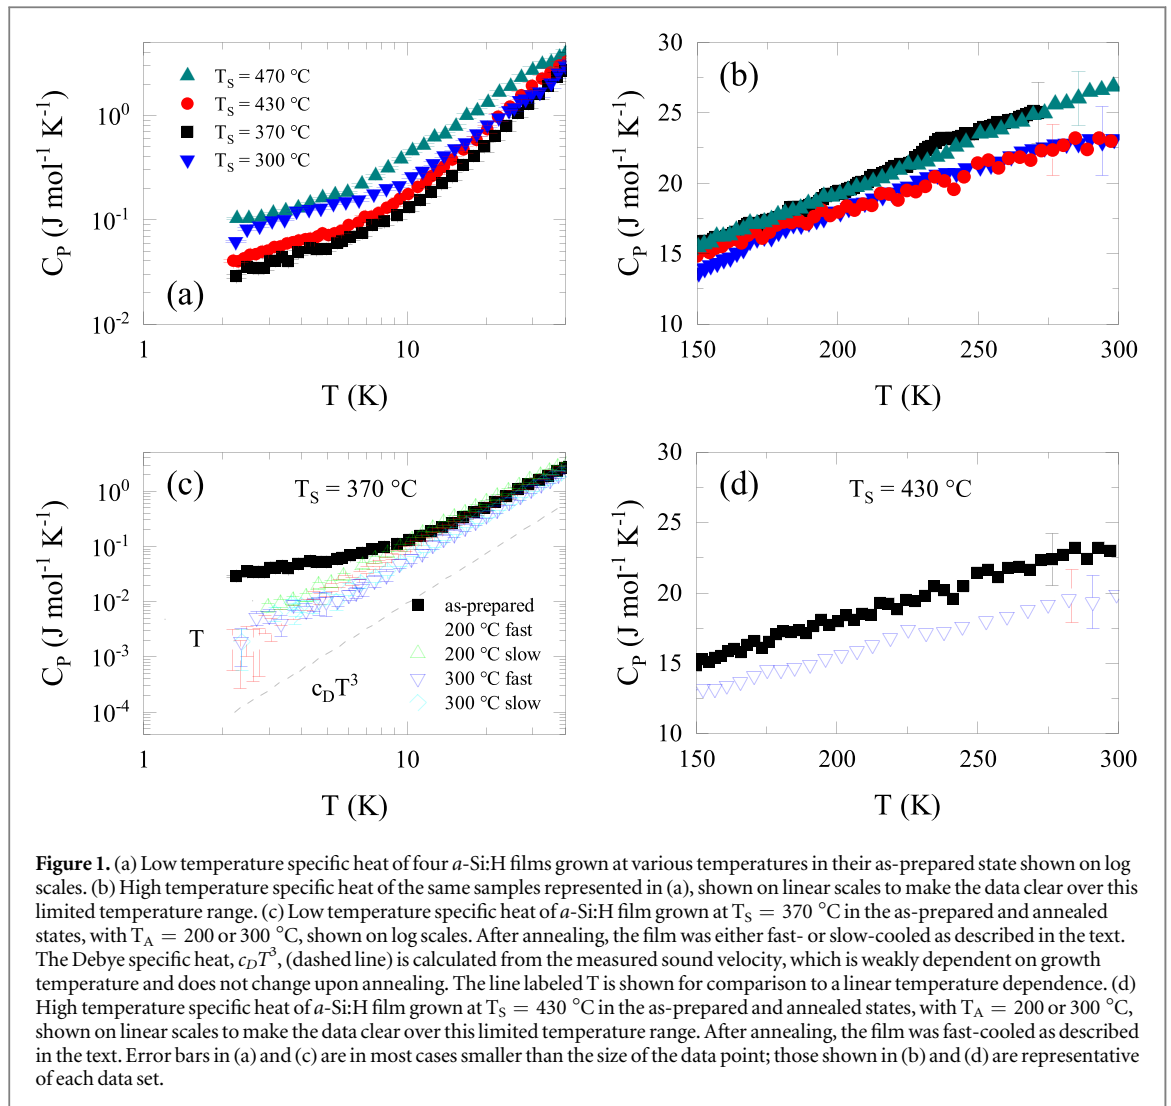 (a)
T_S = 470 °C
T_S = 430 °C
T_S = 370 °C
T_S = 300 °C
10^0
10^-1
10^-2
C_P (J mol^-1 K^-1)
1
10
T (K)
(b)
30
25
20
15
10
C_P (J mol^-1 K^-1)
150
200
250
300
T (K)
(c)
T_S = 370 °C
10^0
10^-1
10^-2
10^-3
10^-4
C_P (J mol^-1 K^-1)
T
c_DT^3
as-prepared
200 °C fast
200 °C slow
300 °C fast
300 °C slow
1
10
T (K)
(d)
T_S = 430 °C
30
25
20
15
10
C_P (J mol^-1 K^-1)
150
200
250
300
T (K)
Figure 1. (a) Low temperature specific heat of four a-Si:H films grown at various temperatures in their as-prepared state shown on log
scales. (b) High temperature specific heat of the same samples represented in (a), shown on linear scales to make the data clear over this
limited temperature range. (c) Low temperature specific heat of a-Si:H film grown at T_S = 370 °C in the as-prepared and annealed
states, with T_A = 200 or 300 °C, shown on log scales. After annealing, the film was either fast- or slow-cooled as described in the text.
The Debye specific heat, c_DT^3, (dashed line) is calculated from the measured sound velocity, which is weakly dependent on growth
temperature and does not change upon annealing. The line labeled T is shown for comparison to a linear temperature dependence. (d)
High temperature specific heat of a-Si:H film grown at T_S = 430 °C in the as-prepared and annealed states, with T_A = 200 or 300 °C,
shown on linear scales to make the data clear over this limited temperature range. After annealing, the film was fast-cooled as described
in the text. Error bars in (a) and (c) are in most cases smaller than the size of the data point; those shown in (b) and (d) are representative
of each data set.